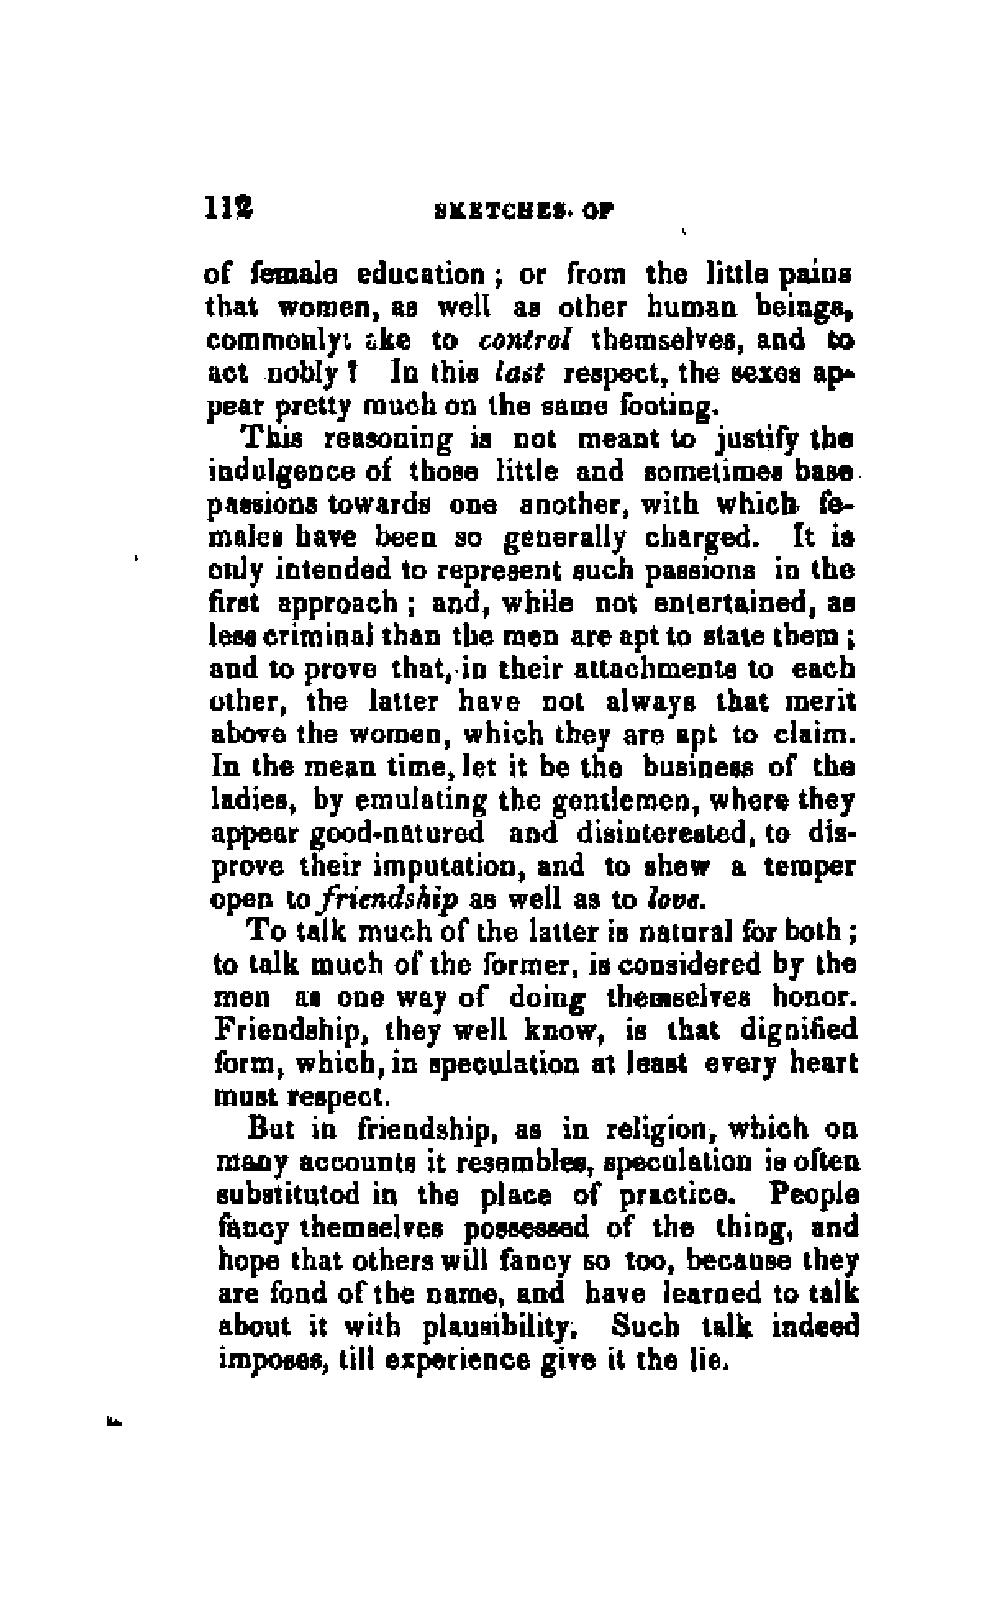 112 SKETCHES OF
of female education ; or from the little pains
that women, as well as other human beings,
commonly take to control themselves, and to
act nobly ? In this last respect, the sexes ap-
pear pretty much on the same footing.
This reasoning is not meant to justify the
indulgence of those little and sometimes base
passions towards one another, with which fe-
males have been so generally charged. It is
only intended to represent such passions in the
first approach ; and, while not entertained, as
less criminal than the men are apt to state them ;
and to prove that, in their attachments to each
other, the latter have not always that merit
above the women, which they are apt to claim.
In the mean time, let it be the business of the
ladies, by emulating the gentlemen, where they
appear good-natured and disinterested, to dis-
prove their imputation, and to shew a temper
open to friendship as well as to love.
To talk much of the latter is natural for both ;
to talk much of the former, is considered by the
men as one way of doing themselves honor.
Friendship, they well know, is that dignified
form, which, in speculation at least every heart
must respect.
But in friendship, as in religion, which on
many accounts it resembles, speculation is often
substituted in the place of practice. People
fancy themselves possessed of the thing, and
hope that others will fancy so too, because they
are fond of the name, and have learned to talk
about it with plausibility. Such talk indeed
imposes, till experience give it the lie.